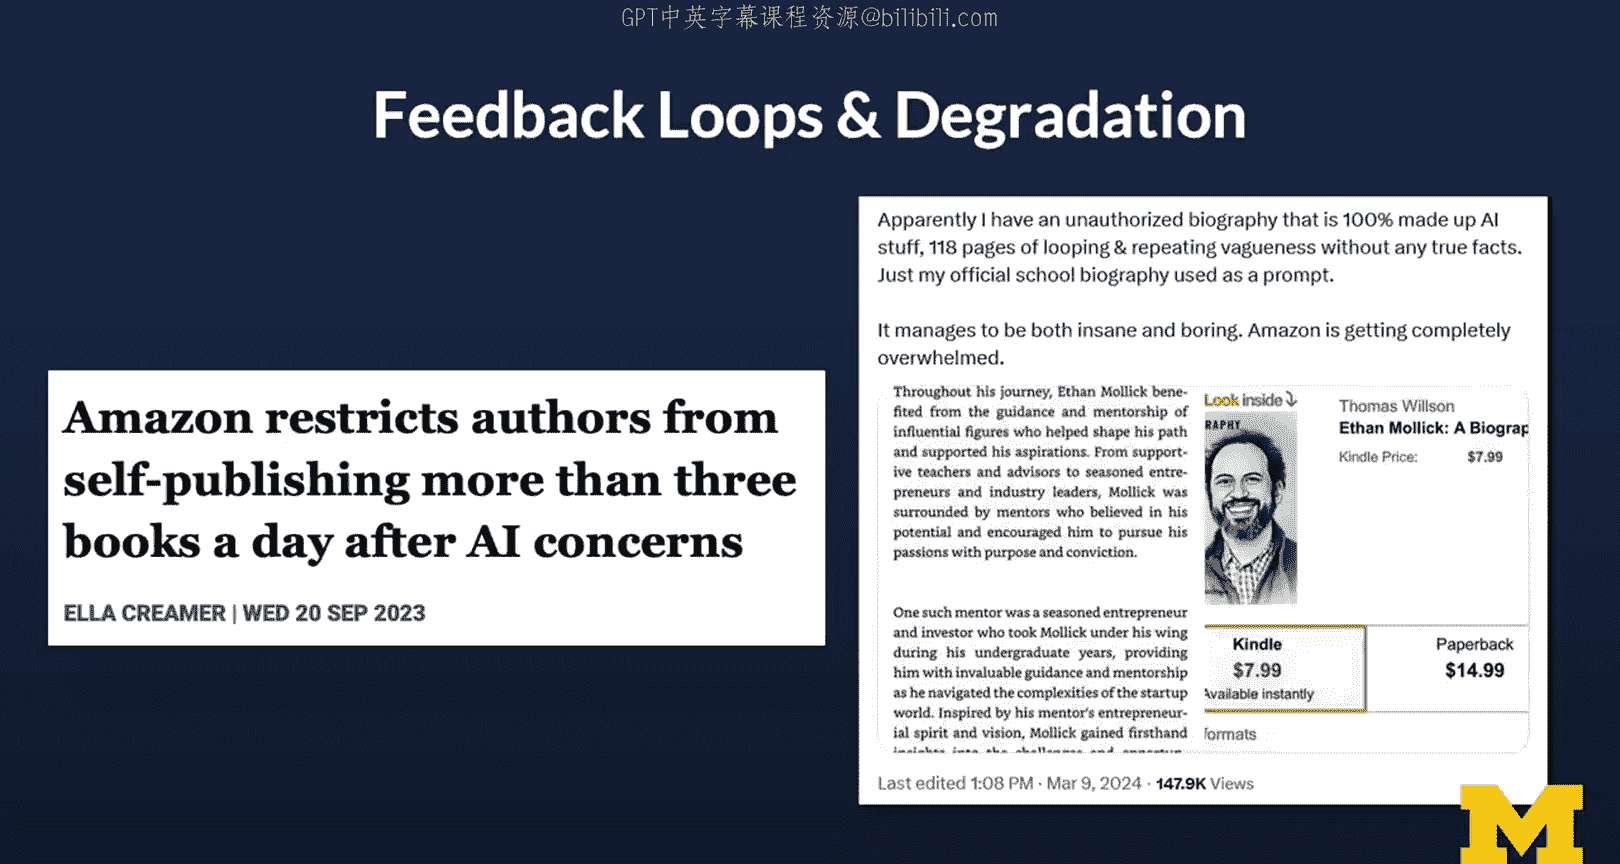 GPT中英字幕课程资源@bilibili.com
Feedback Loops & Degradation
Amazon restricts authors from
self-publishing more than three
books a day after AI concerns
ELLA CREAMER | WED 20 SEP 2023
Apparently I have an unauthorized biography that is 100% made up AI
stuff, 118 pages of looping & repeating vagueness without any true facts.
Just my official school biography used as a prompt.
It manages to be both insane and boring. Amazon is getting completely
overwhelmed.
Throughout his journey, Ethan Mollick bene-
fited from the guidance and mentorship of
influential figures who helped shape his path
and supported his aspirations. From support-
ive teachers and advisors to seasoned entre-
preneurs and industry leaders, Mollick was
surrounded by mentors who believed in his
potential and encouraged him to pursue his
passions with purpose and conviction.
One such mentor was a seasoned entrepreneur
and investor who took Mollick under his wing
during his undergraduate years, providing
him with invaluable guidance and mentorship
as he navigated the complexities of the startup
world. Inspired by his mentor's entrepreneur-
ial spirit and vision, Mollick gained firsthand
Look inside
RAPHY
Thomas Willson
Ethan Mollick: A Biograp
Kindle Price: $7.99
Kindle
$7.99
Available instantly
Paperback
$14.99
formats
Last edited 1:08 PM · Mar 9, 2024 · 147.9K Views
M